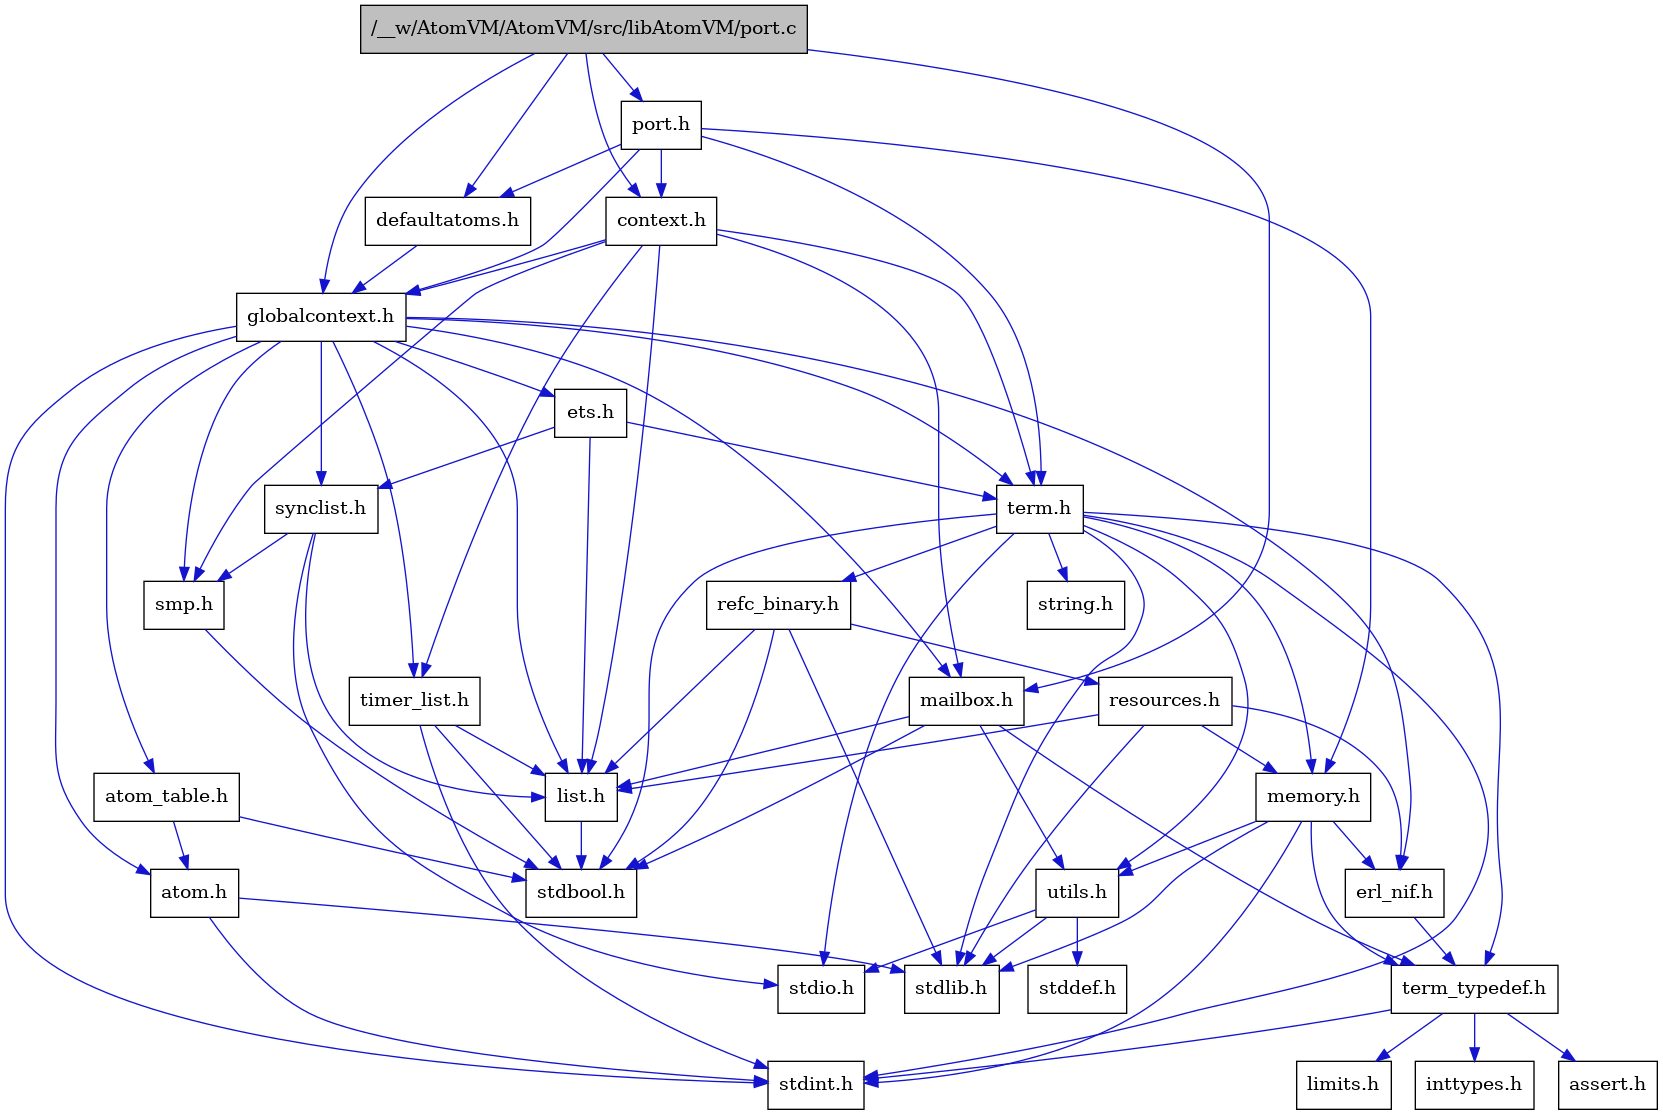 /__w/AtomVM/AtomVM/src/libAtomVM/port.c
port.h
defaultatoms.h
context.h
globalcontext.h
ets.h
synclist.h
term.h
smp.h
refc_binary.h
string.h
timer_list.h
mailbox.h
resources.h
atom_table.h
list.h
memory.h
atom.h
stdbool.h
utils.h
erl_nif.h
stdio.h
stdlib.h
stddef.h
term_typedef.h
stdint.h
limits.h
inttypes.h
assert.h